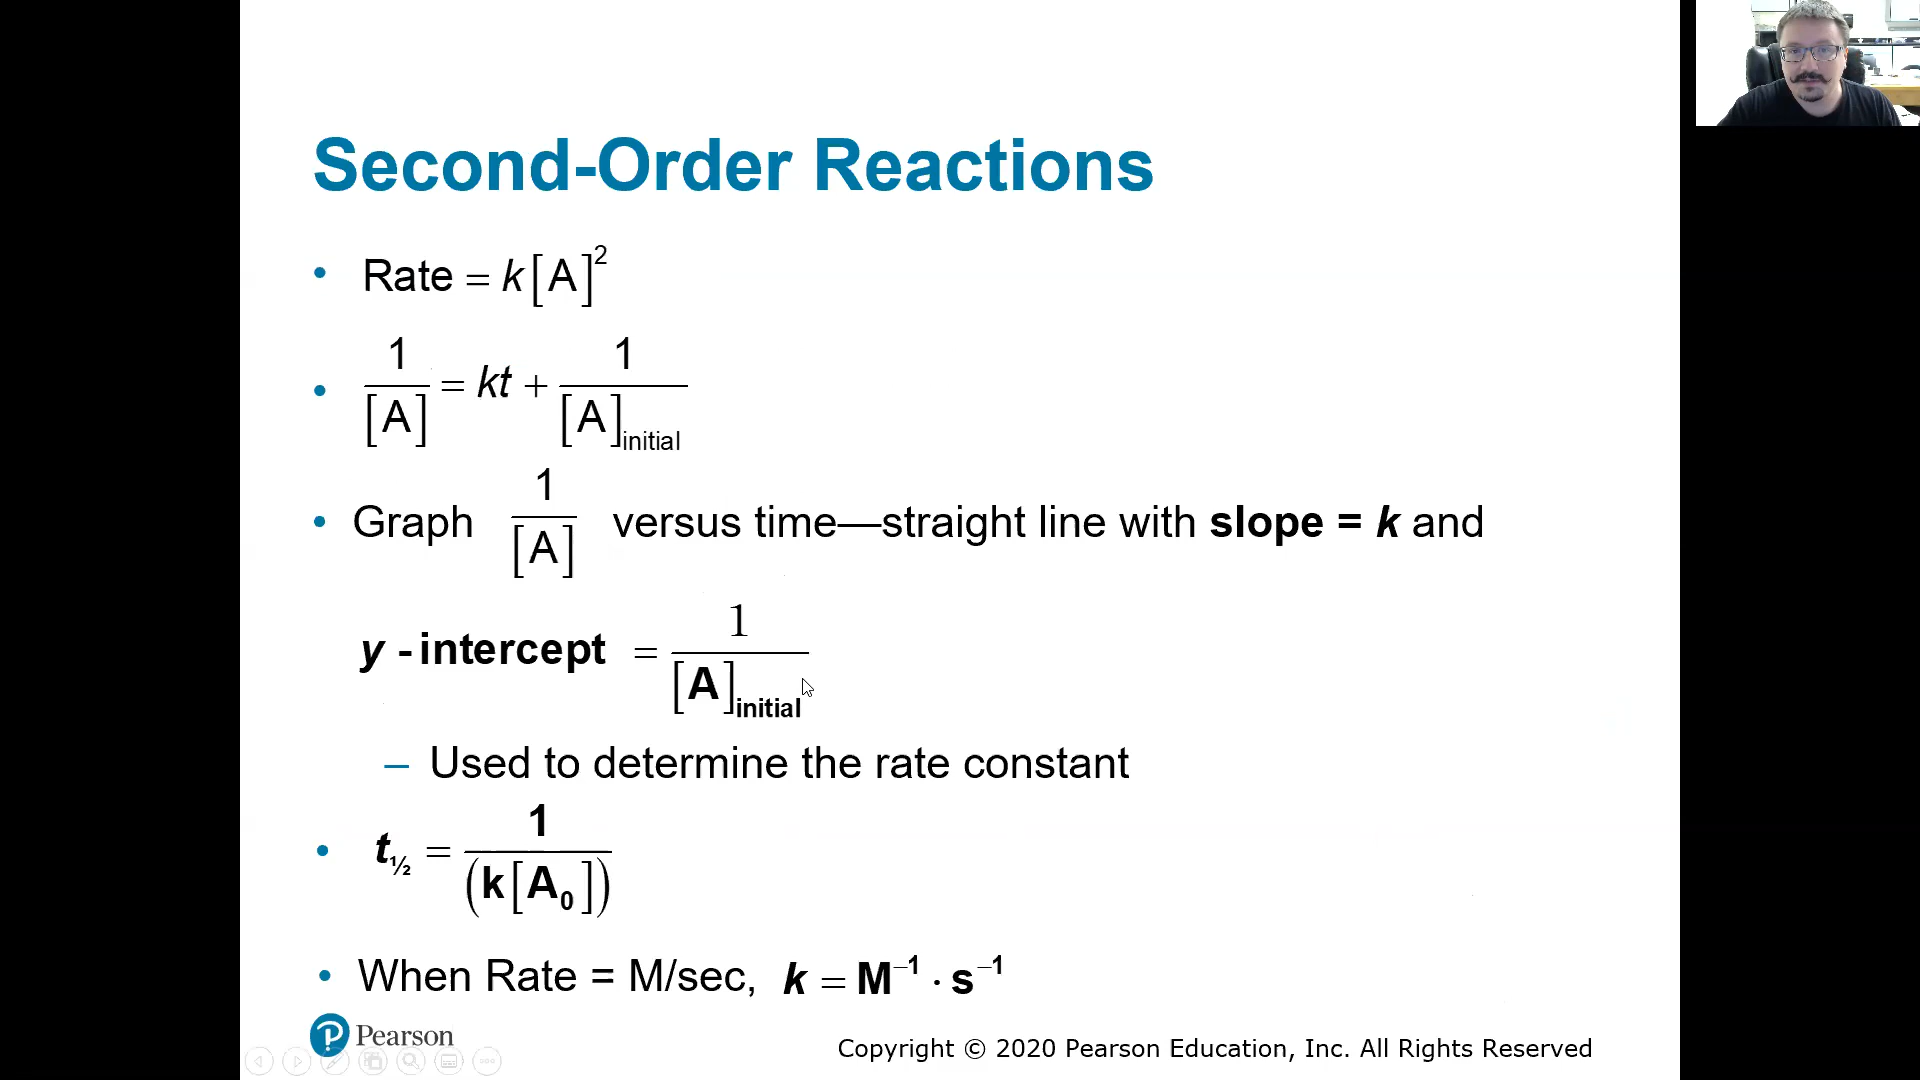 Second-Order Reactions
• Rate = k[A]²
• 1/[A] = kt + 1/[A]initial
• Graph 1/[A] versus time—straight line with slope = k and
y - intercept = 1/[A]initial
– Used to determine the rate constant
• t½ = 1/(k[A₀])
• When Rate = M/sec, k = M⁻¹ · s⁻¹
Pearson
Copyright © 2020 Pearson Education, Inc. All Rights Reserved